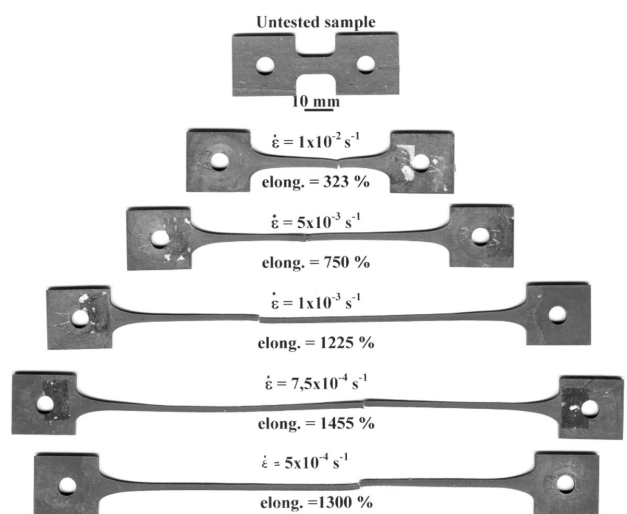 Untested sample
10 mm
ε̇ = 1x10⁻² s⁻¹
elong. = 323 %
ε̇ = 5x10⁻³ s⁻¹
elong. = 750 %
ε̇ = 1x10⁻³ s⁻¹
elong. = 1225 %
ε̇ = 7,5x10⁻⁴ s⁻¹
elong. = 1455 %
ε̇ = 5x10⁻⁴ s⁻¹
elong. =1300 %